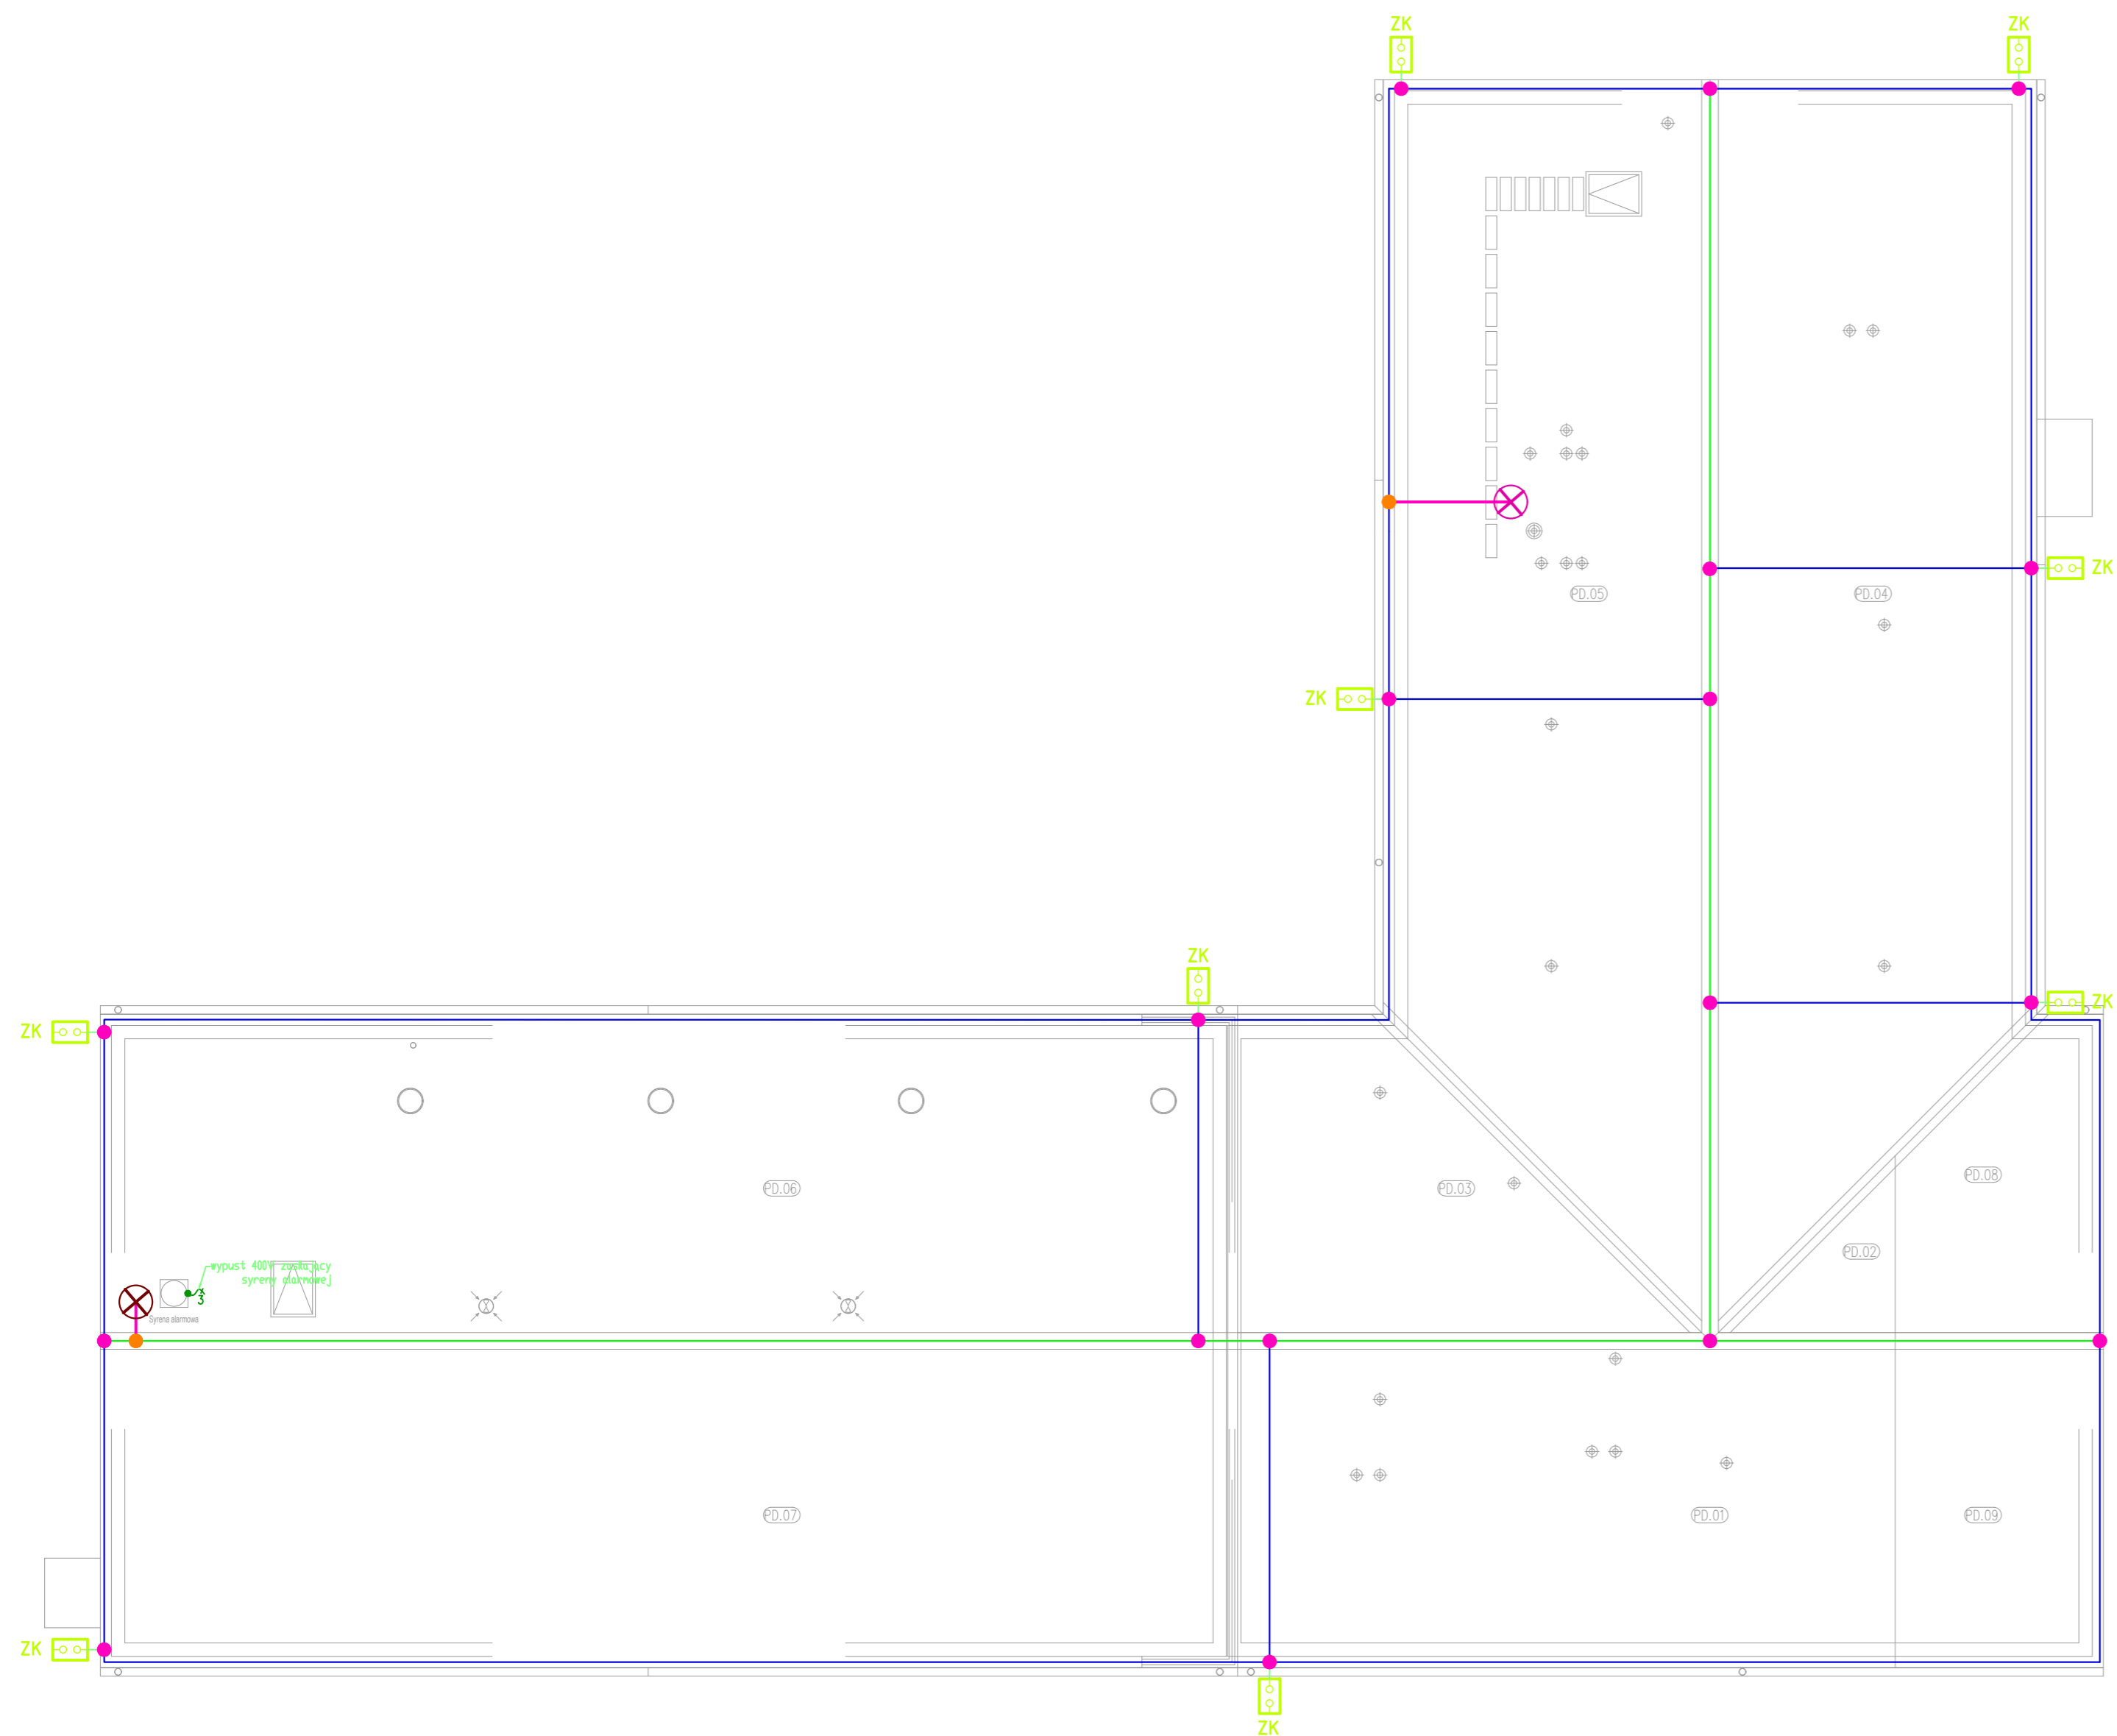 ZK
ZK
ZK
PD.05
PD.04
ZK
ZK
ZK
ZK
PD.06
PD.03
PD.08
PD.02
wypust 400V zasilający
syreny alarmowej
3
Syrena alarmowa
PD.07
PD.01
PD.09
ZK
ZK